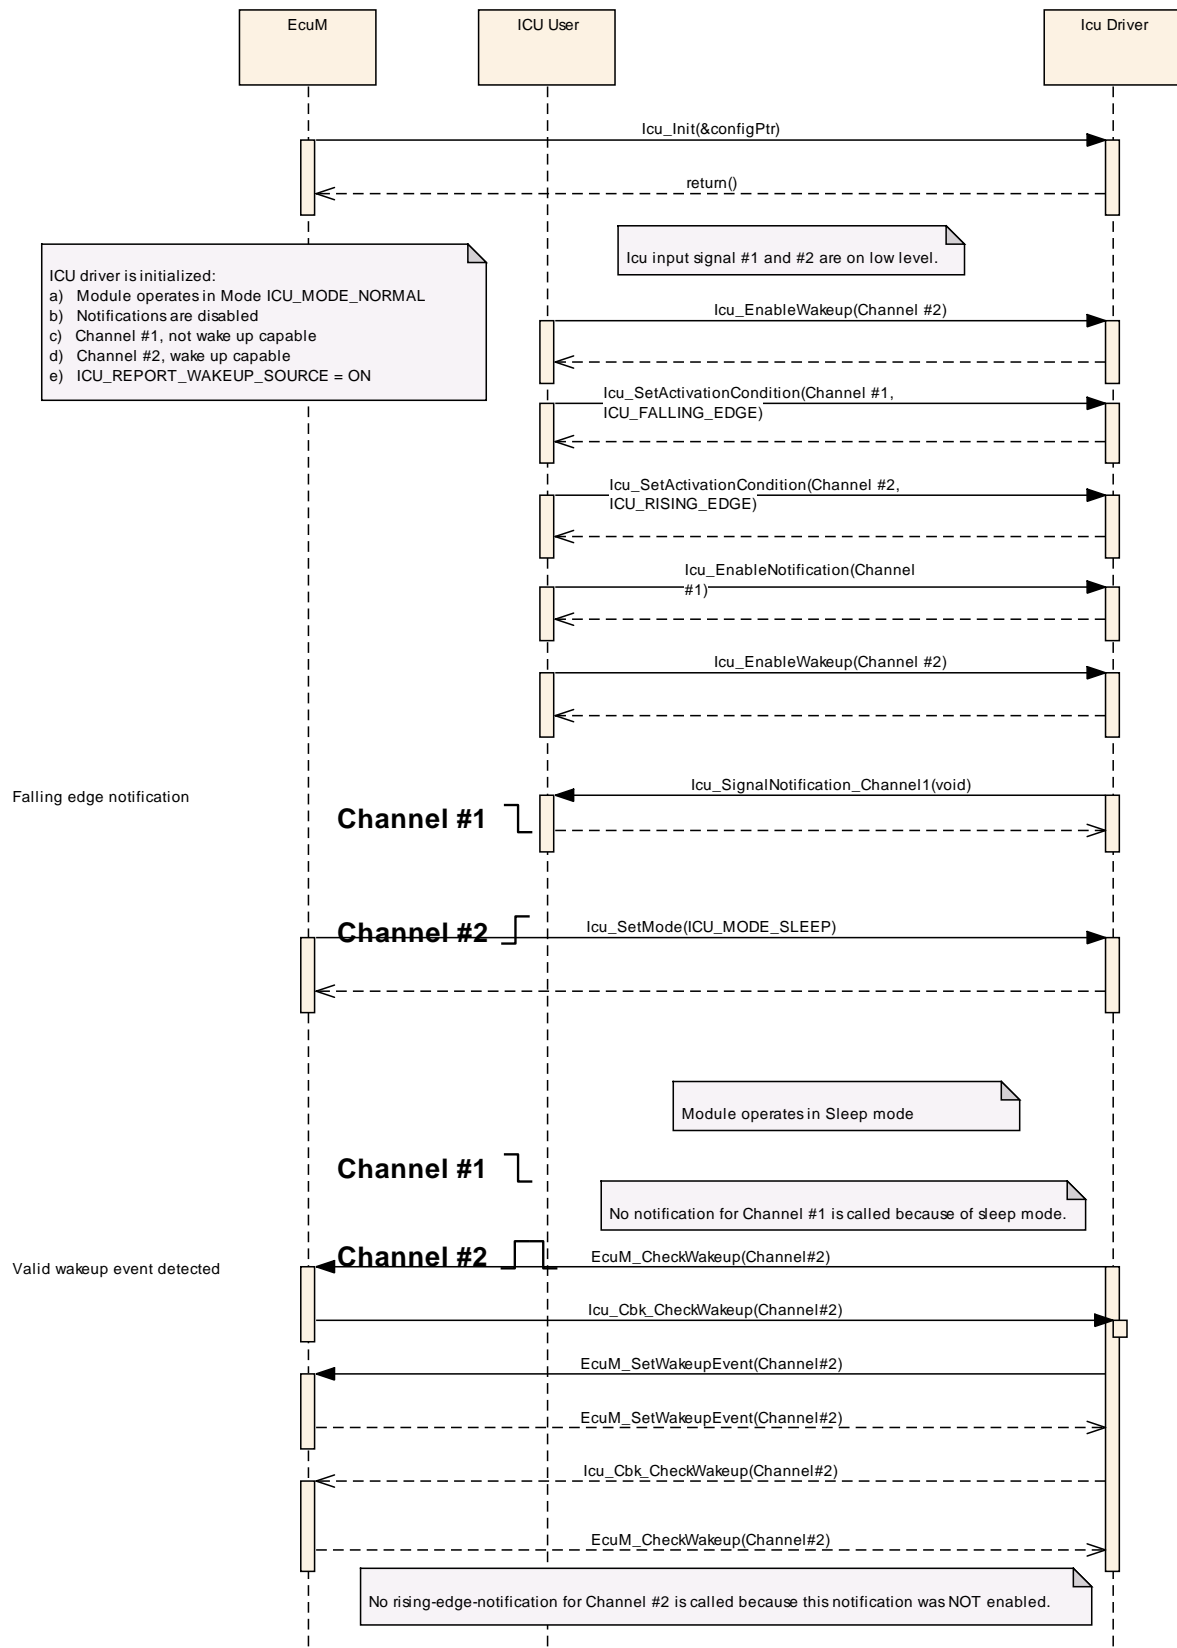 EcuM
ICU User
Icu Driver
Icu_Init(&configPtr)
return()
Icu input signal #1 and #2 are on low level.
ICU driver is initialized:
a) Module operates in Mode ICU_MODE_NORMAL
b) Notifications are disabled
c) Channel #1, not wake up capable
d) Channel #2, wake up capable
e) ICU_REPORT_WAKEUP_SOURCE = ON
Icu_EnableWakeup(Channel #2)
Icu_SetActivationCondition(Channel #1,
ICU_FALLING_EDGE)
Icu_SetActivationCondition(Channel #2,
ICU_RISING_EDGE)
Icu_EnableNotification(Channel
#1)
Icu_EnableWakeup(Channel #2)
Icu_SignalNotification_Channel1(void)
Falling edge notification
Channel #1
Channel #2
Icu_SetMode(ICU_MODE_SLEEP)
Module operates in Sleep mode
Channel #1
No notification for Channel #1 is called because of sleep mode.
Channel #2
EcuM_CheckWakeup(Channel#2)
Valid wakeup event detected
Icu_Cbk_CheckWakeup(Channel#2)
EcuM_SetWakeupEvent(Channel#2)
EcuM_SetWakeupEvent(Channel#2)
Icu_Cbk_CheckWakeup(Channel#2)
EcuM_CheckWakeup(Channel#2)
No rising-edge-notification for Channel #2 is called because this notification was NOT enabled.